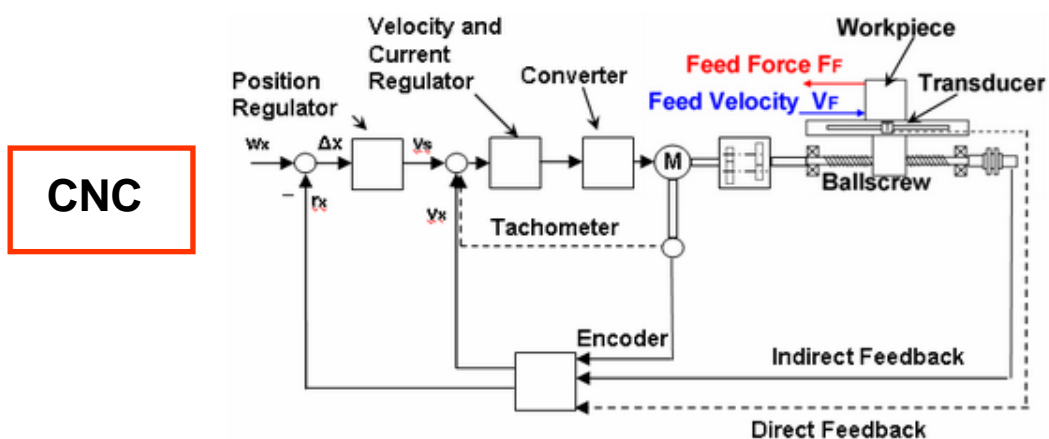 CNC
Velocity and
Current
Regulator
Position
Regulator
Converter
Workpiece
Feed Force FF
Transducer
Feed Velocity VF
wx
Δx
Vs
M
Ballscrew
rx
Vx
Tachometer
Encoder
Indirect Feedback
Direct Feedback